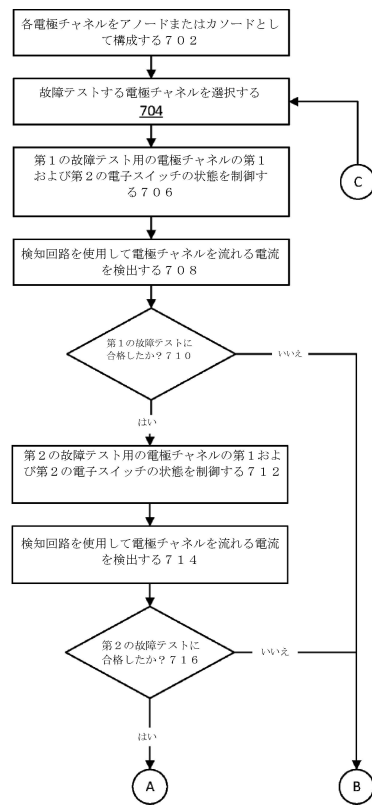 各電極チャネルをアノードまたはカソードと
して構成する７０２
故障テストする電極チャネルを選択する
704
C
第１の故障テスト用の電極チャネルの第１
および第２の電子スイッチの状態を制御す
る７０６
検知回路を使用して電極チャネルを流れる電流
を検出する７０８
第１の故障テストに
合格したか？７１０
いいえ
はい
第２の故障テスト用の電極チャネルの第１およ
び第２の電子スイッチの状態を制御する７１２
検知回路を使用して電極チャネルを流れる電流
を検出する７１４
第２の故障テストに
合格したか？７１６
いいえ
はい
A
B